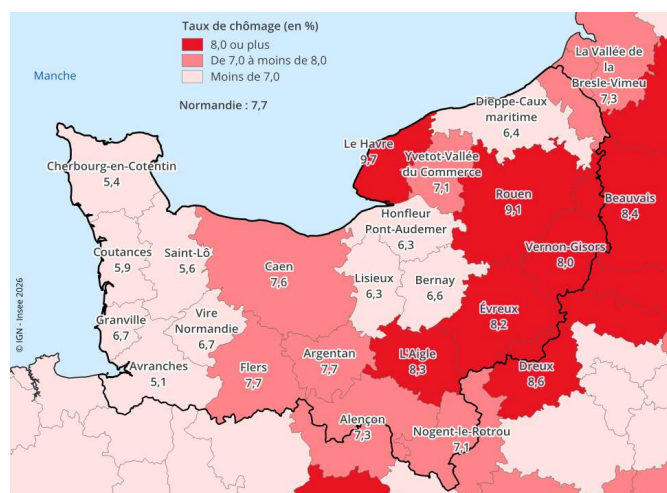 Taux de chômage (en %)
8,0 ou plus
De 7,0 à moins de 8,0
Moins de 7,0
Normandie : 7,7
Manche
La Vallée de
la
Bresle-Vimeu
7,3
Dieppe-Caux
maritime
6,4
Le Havre
9,7
Yvetot-Vallée
du Commerce
7,1
Cherbourg-en-Cotentin
5,4
Rouen
9,1
Beauvais
8,4
Honfleur
Pont-Audemer
6,3
Coutances
5,9
Saint-Lô
5,6
Caen
7,6
Lisieux
6,3
Bernay
6,6
Vernon-Gisors
8,0
Granville
6,7
Vire
Normandie
6,7
Évreux
8,2
Avranches
5,1
Flers
7,7
Argentan
7,7
L'Aigle
8,3
Dreux
8,6
Alençon
7,3
Nogent-le-Rotrou
7,1
© IGN - Insee 2026